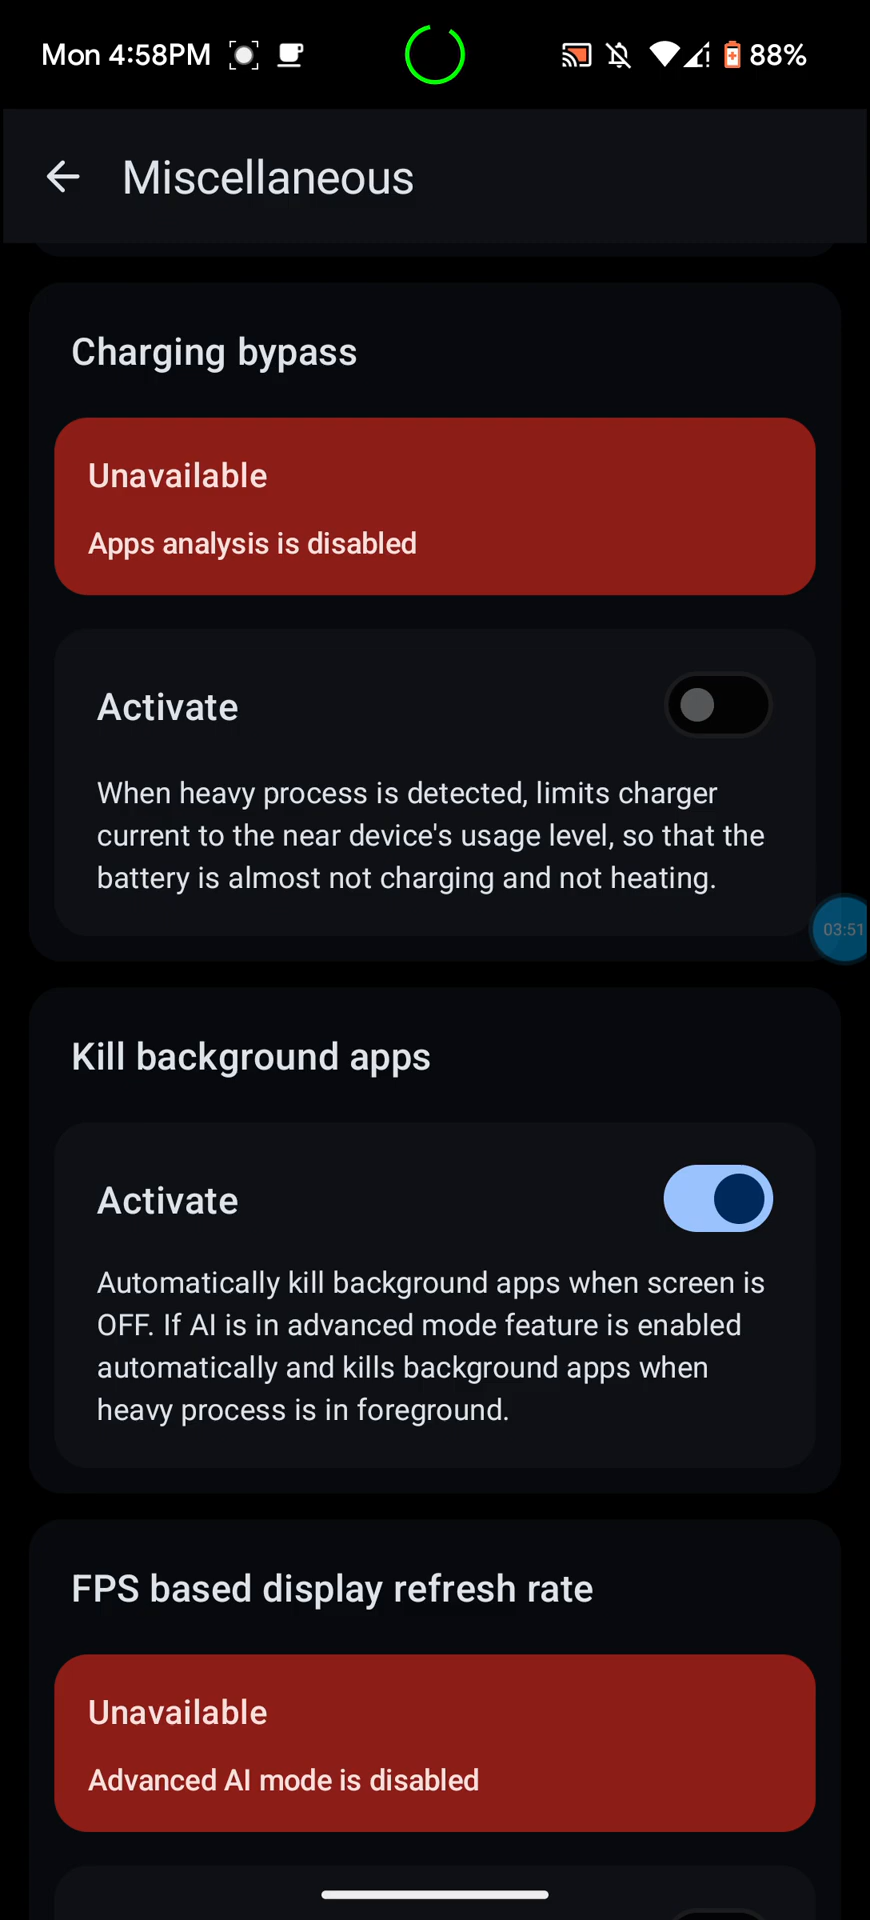 Mon 4:58PM 88%
Miscellaneous
Charging bypass
Unavailable
Apps analysis is disabled
Activate
When heavy process is detected, limits charger
current to the near device's usage level, so that the
battery is almost not charging and not heating.
03:51
Kill background apps
Activate
Automatically kill background apps when screen is
OFF. If AI is in advanced mode feature is enabled
automatically and kills background apps when
heavy process is in foreground.
FPS based display refresh rate
Unavailable
Advanced AI mode is disabled